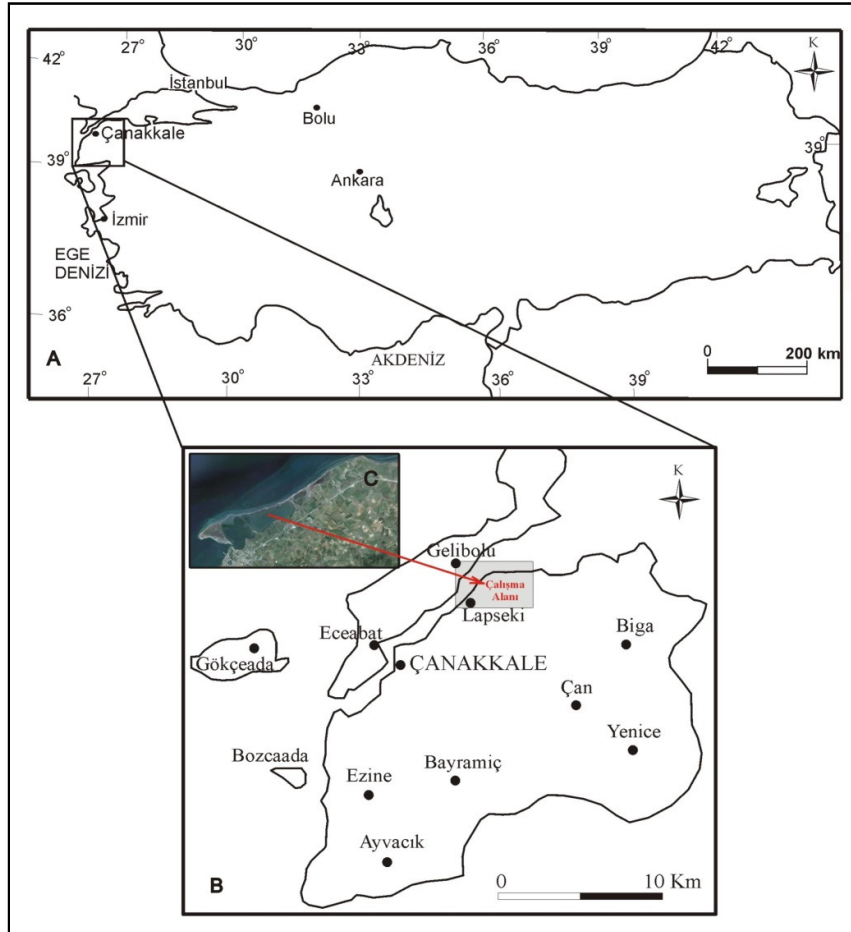 27° 30° 33° 36° 39° 42°
K
42°
İstanbul
Bolu
Çanakkale
39°
39°
Ankara
İzmir
EGE
DENİZİ
36°
A
AKDENİZ
0 200 km
27° 30° 33° 36° 39°
C
K
Gelibolu
Çalışma
Alanı
Lapseki
Eceabat
Biga
Gökçeada
ÇANAKKALE
Çan
Yenice
Bozcaada
Bayramiç
Ezine
Ayvacık
B
0 10 Km